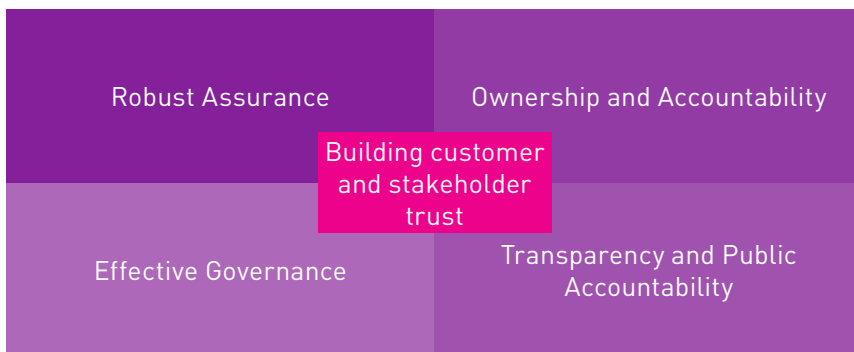 Robust Assurance
Ownership and Accountability
Building customer
and stakeholder
trust
Effective Governance
Transparency and Public
Accountability